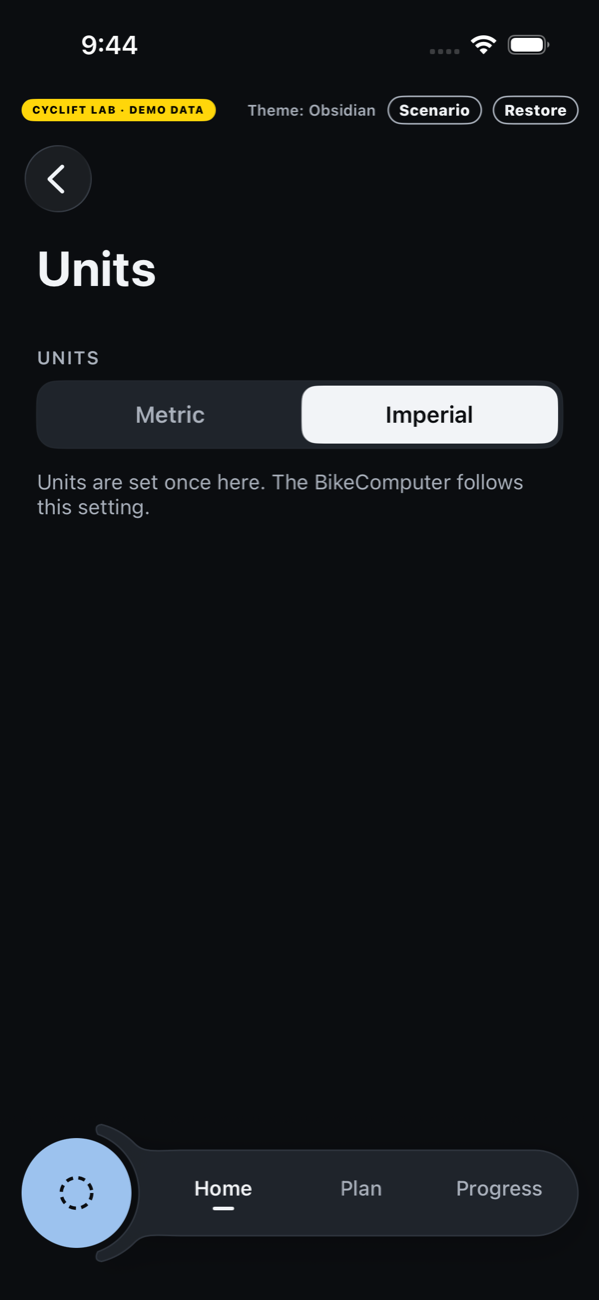 9:44
CYCLIFT LAB · DEMO DATA
Theme: Obsidian
Scenario
Restore
Units
UNITS
Metric
Imperial
Units are set once here. The BikeComputer follows
this setting.
Home
Plan
Progress